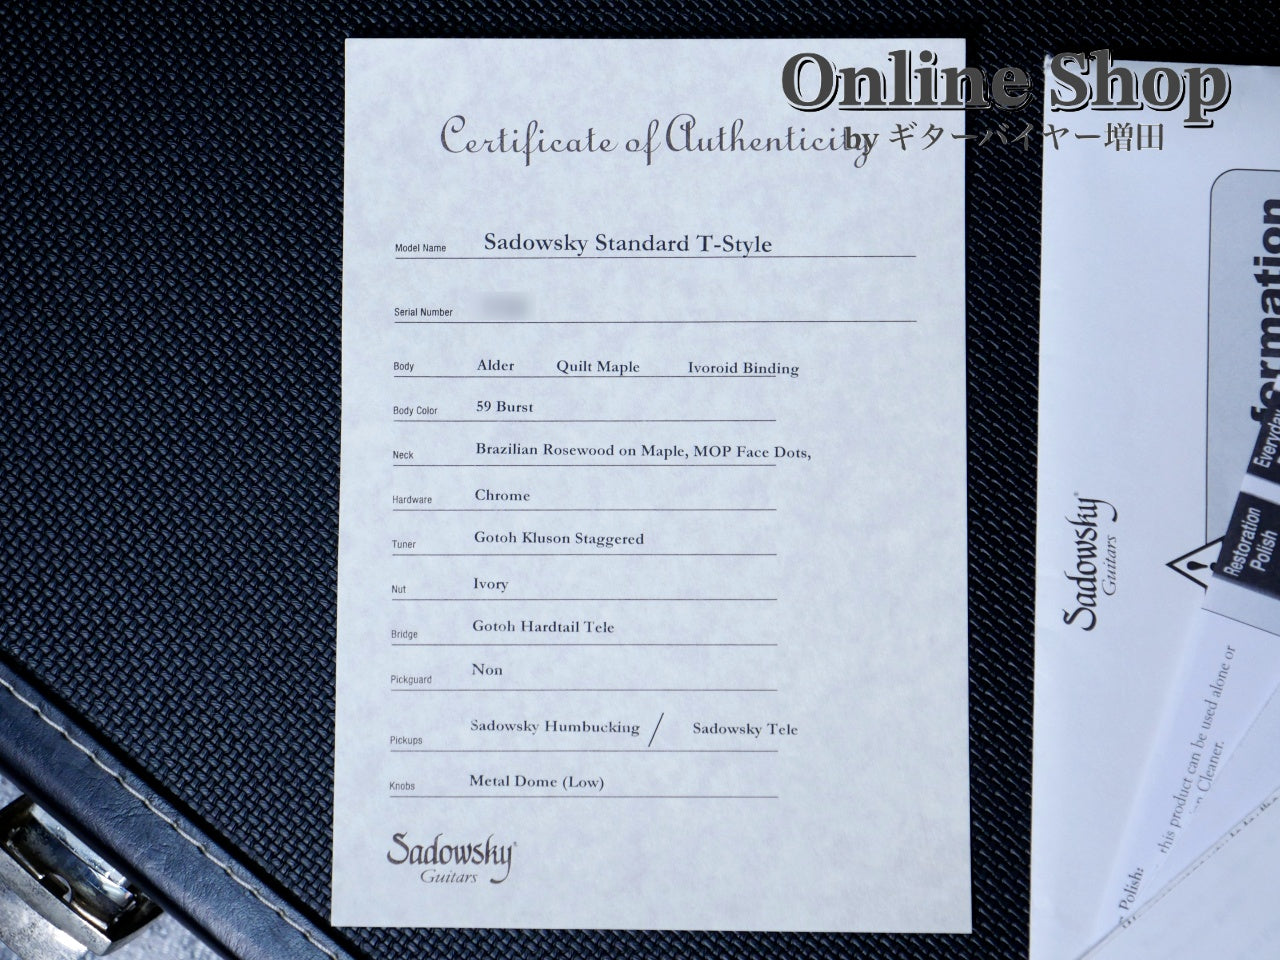 Online Shop
by ギターバイヤー増田
Certificate of Authenticity
Model Name Sadowsky Standard T-Style
Serial Number
Body Alder Quilt Maple Ivoroid Binding
Body Color 59 Burst
Neck Brazilian Rosewood on Maple, MOP Face Dots,
Hardware Chrome
Tuner Gotoh Kluson Staggered
Nut Ivory
Bridge Gotoh Hardtail Tele
Pickguard Non
Pickups Sadowsky Humbucking / Sadowsky Tele
Knobs Metal Dome (Low)
Sadowsky
Guitars
Sadowsky
Guitars
Everyday
Restoration
Polish
this product can be used alone or
Cleaner.
Polish: